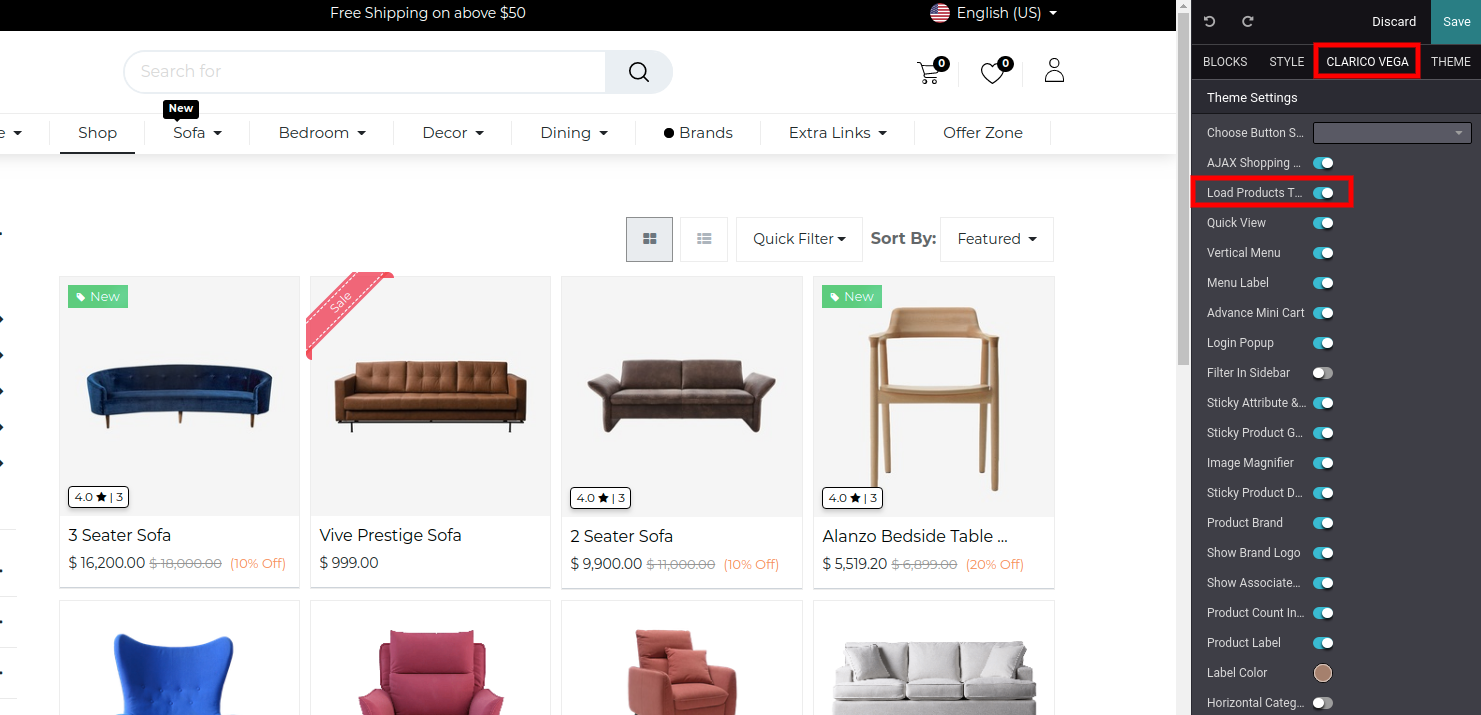 Free Shipping on above $50
English (US)
Discard
Save
Search for
0
0
BLOCKS
STYLE
CLARICO VEGA
THEME
Theme Settings
New
e
Shop
Sofa
Bedroom
Decor
Dining
Brands
Extra Links
Offer Zone
Quick Filter
Sort By:
Featured
New
Sale
New
4.0 ★ | 3
4.0 ★ | 3
4.0 ★ | 3
3 Seater Sofa
Vive Prestige Sofa
2 Seater Sofa
Alanzo Bedside Table ...
$ 16,200.00 $ 18,000.00 (10% Off)
$ 999.00
$ 9,900.00 $ 11,000.00 (10% Off)
$ 5,519.20 $ 6,899.00 (20% Off)
Choose Button S...
AJAX Shopping ...
Load Products T...
Quick View
Vertical Menu
Menu Label
Advance Mini Cart
Login Popup
Filter In Sidebar
Sticky Attribute &...
Sticky Product G...
Image Magnifier
Sticky Product D...
Product Brand
Show Brand Logo
Show Associate...
Product Count In...
Product Label
Label Color
Horizontal Categ...